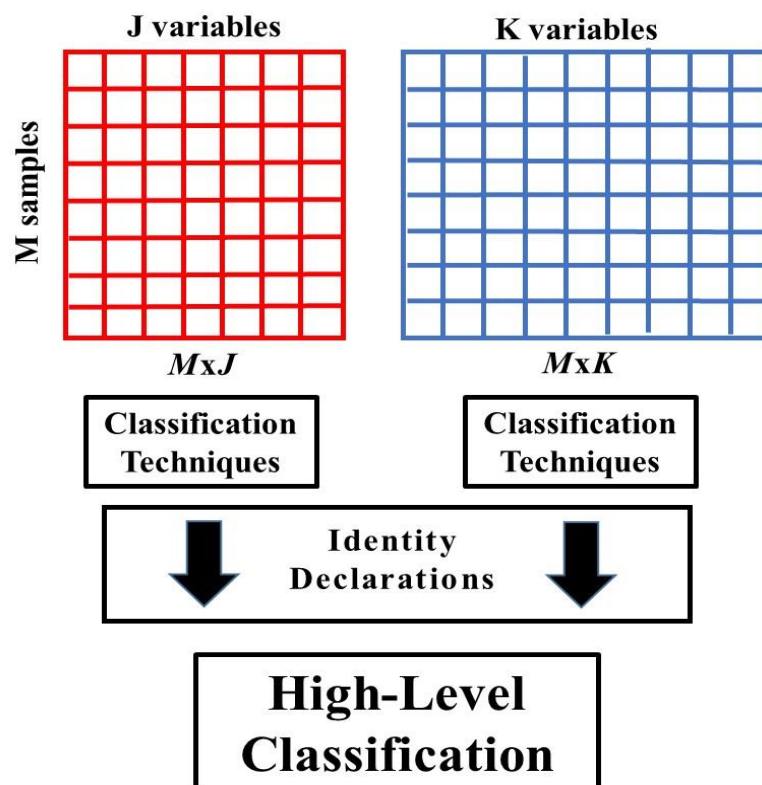 J variables
K variables
M samples
MxJ
MxK
Classification
Techniques
Classification
Techniques
Identity
Declarations
High-Level
Classification